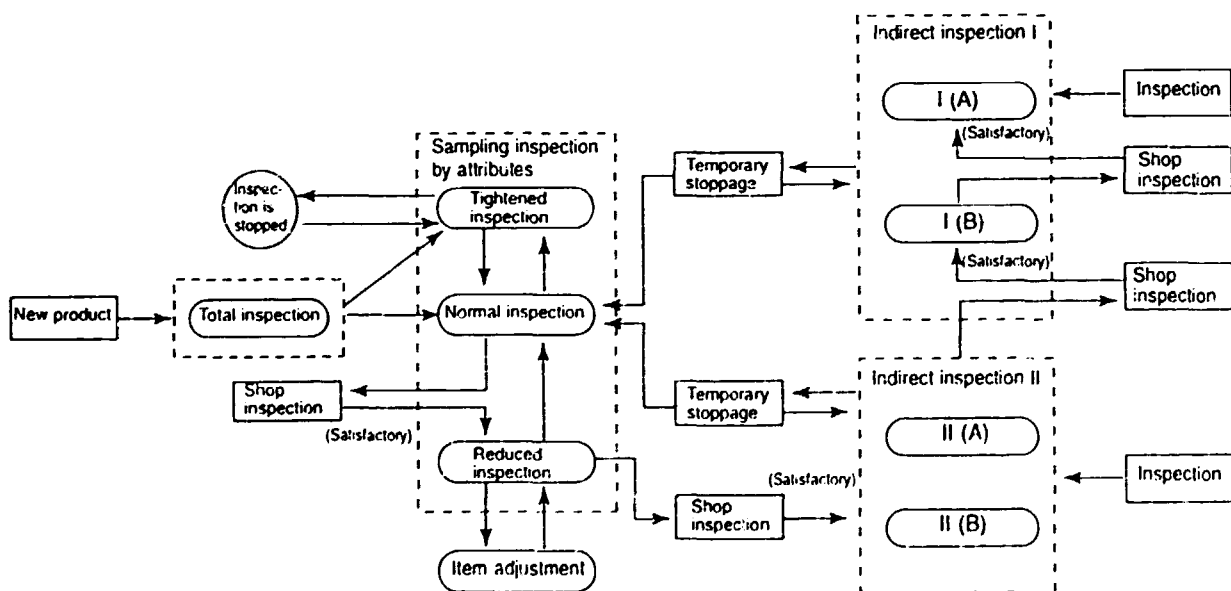 Indirect inspection I
I (A)
Inspection
(Satisfactory)
Sampling inspection
by attributes
Temporary
stoppage
Shop
inspection
Inspec-
tion is
stopped
Tightened
inspection
I (B)
(Satisfactory)
Shop
inspection
New product
Total inspection
Normal inspection
Indirect inspection II
Shop
inspection
Temporary
stoppage
(Satisfactory)
II (A)
Reduced
inspection
(Satisfactory)
Inspection
Shop
inspection
II (B)
Item adjustment